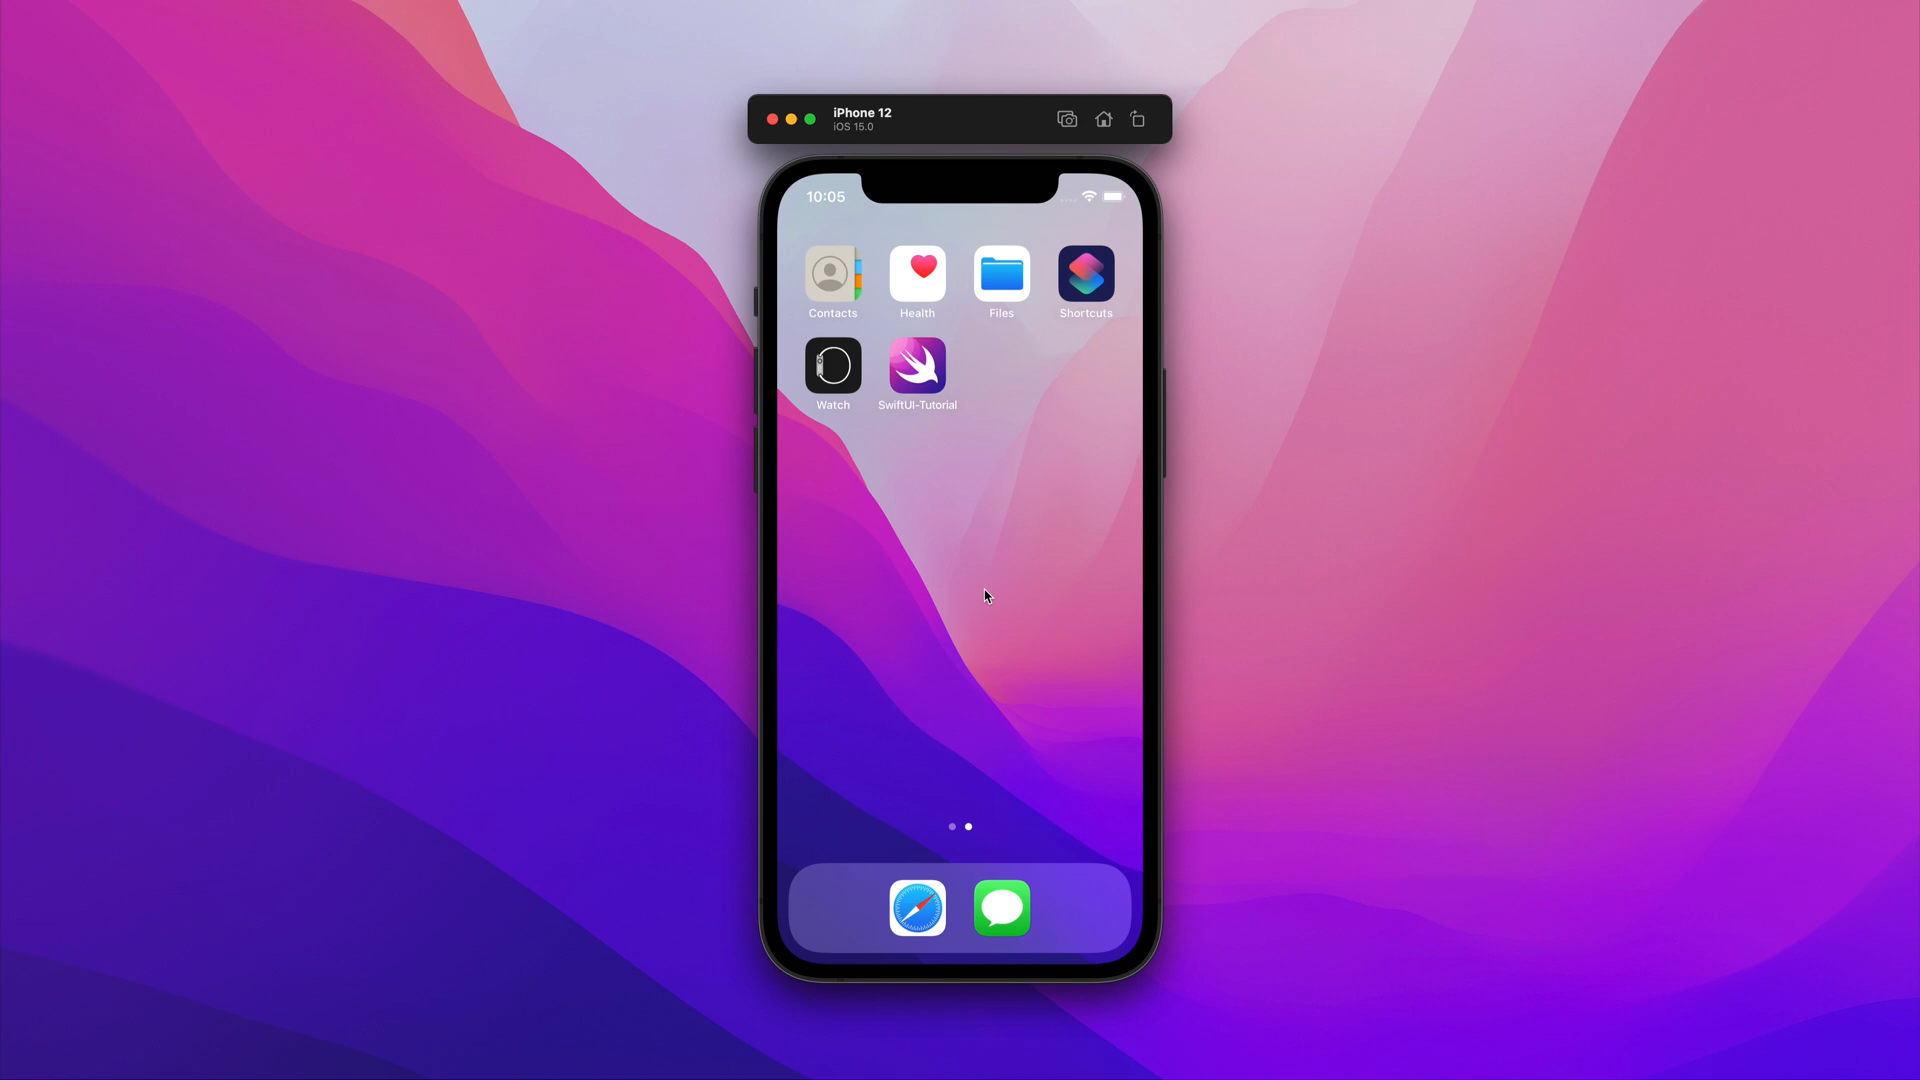 iPhone 12
iOS 15.0
10:05
Contacts Health Files Shortcuts
Watch SwiftUI-Tutorial